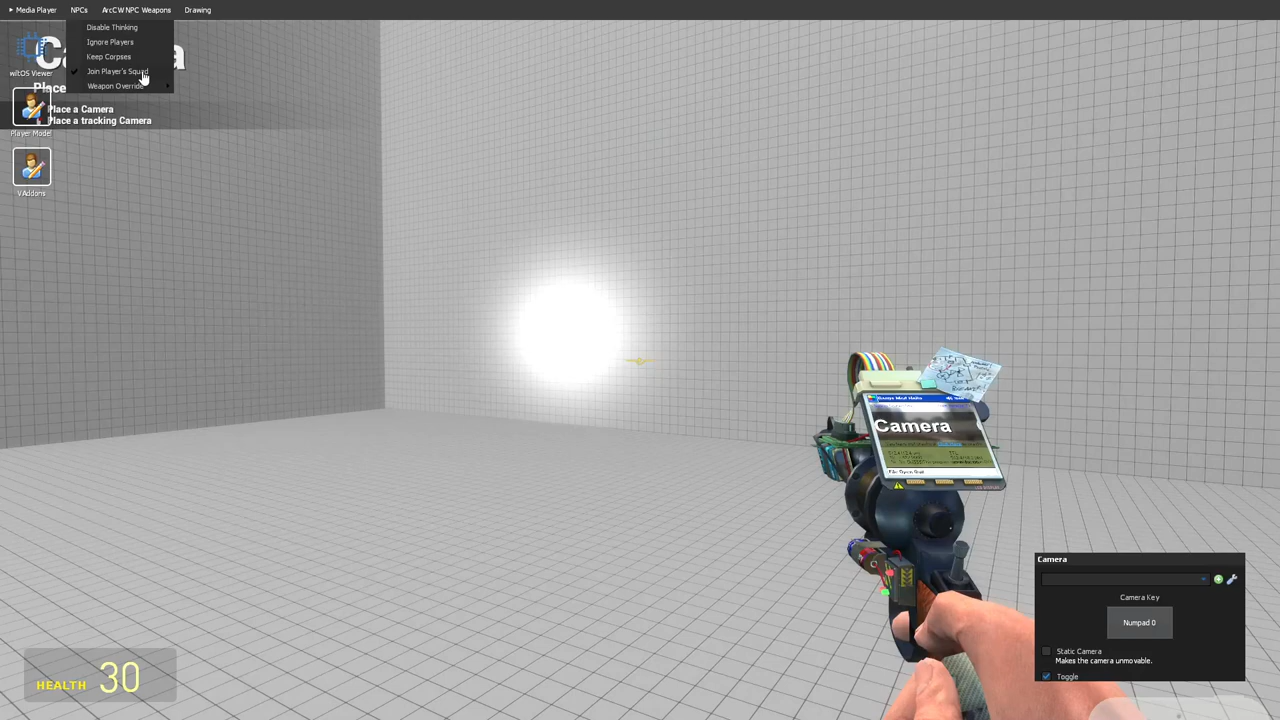 Media Player
NPCs
ArcCW NPC Weapons
Drawing
Disable Thinking
Ignore Players
Keep Corpses
Join Player's Squad
Weapon Override
wiltOS Viewer
Place a Camera
Place a tracking Camera
Player Model
VAddons
Camera
Camera
Camera Key
Numpad 0
Static Camera
Makes the camera unmovable.
Toggle
HEALTH 30